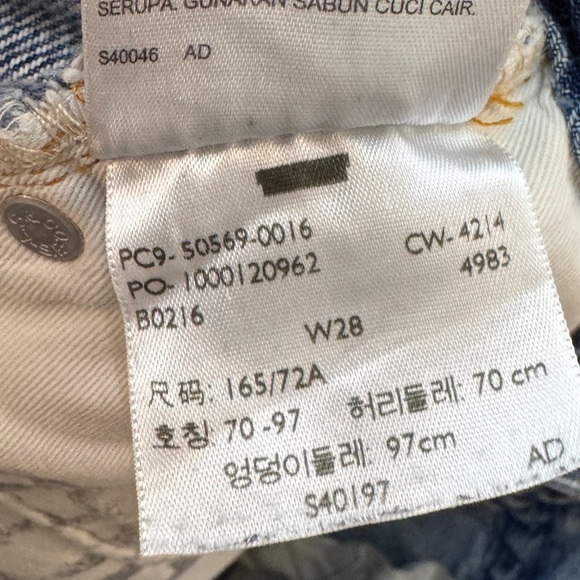 SERUPA. GUNAKAN SABUN CUCI CAIR.
S40046 AD
PC9- 50569-0016
CW- 4214
PO- 1000120962
4983
B0216
W28
尺码: 165/72A
허리둘레: 70 cm
호칭: 70 -97
엉덩이둘레: 97cm
AD
S40197